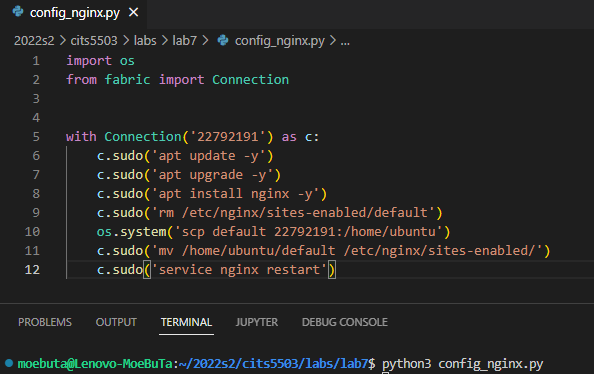 config_nginx.py ×
2022s2 > cits5503 > labs > lab7 > config_nginx.py > ...
1 import os
2 from fabric import Connection
3
4
5 with Connection('22792191') as c:
6 c.sudo('apt update -y')
7 c.sudo('apt upgrade -y')
8 c.sudo('apt install nginx -y')
9 c.sudo('rm /etc/nginx/sites-enabled/default')
10 os.system('scp default 22792191:/home/ubuntu')
11 c.sudo('mv /home/ubuntu/default /etc/nginx/sites-enabled/')
12 c.sudo('service nginx restart')
PROBLEMS OUTPUT TERMINAL JUPYTER DEBUG CONSOLE
moebuta@Lenovo-MoeBuTa:~/2022s2/cits5503/labs/lab7$ python3 config_nginx.py